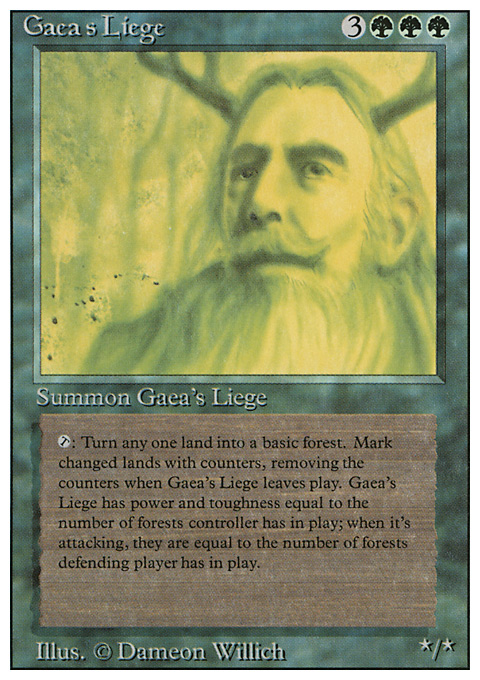 Gaea's Liege 3
Summon Gaea's Liege
: Turn any one land into a basic forest. Mark
changed lands with counters, removing the
counters when Gaea's Liege leaves play. Gaea's
Liege has power and toughness equal to the
number of forests controller has in play; when it's
attacking, they are equal to the number of forests
defending player has in play.
Illus. © Dameon Willich */*